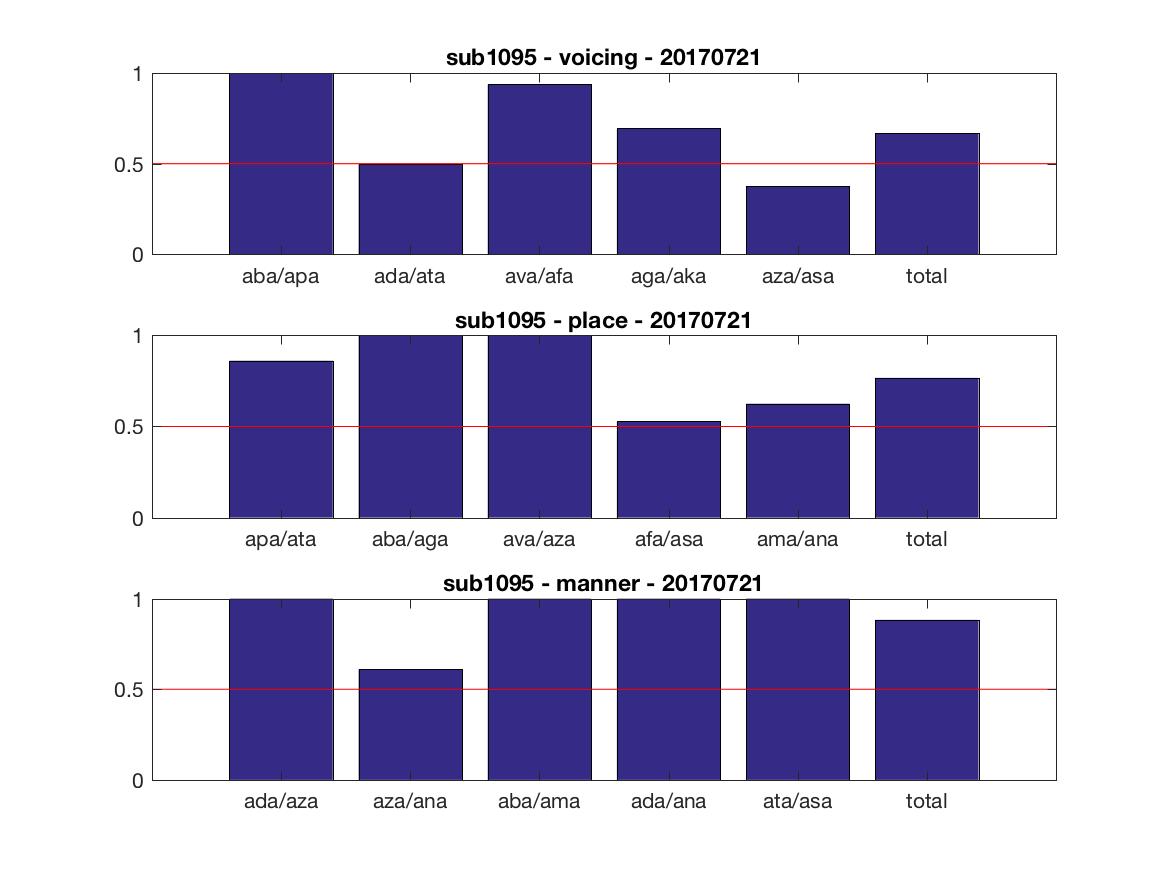 sub1095 - voicing - 20170721
1
0.5
0
aba/apa ada/ata ava/afa aga/aka aza/asa total
sub1095 - place - 20170721
1
0.5
0
apa/ata aba/aga ava/aza afa/asa ama/ana total
sub1095 - manner - 20170721
1
0.5
0
ada/aza aza/ana aba/ama ada/ana ata/asa total